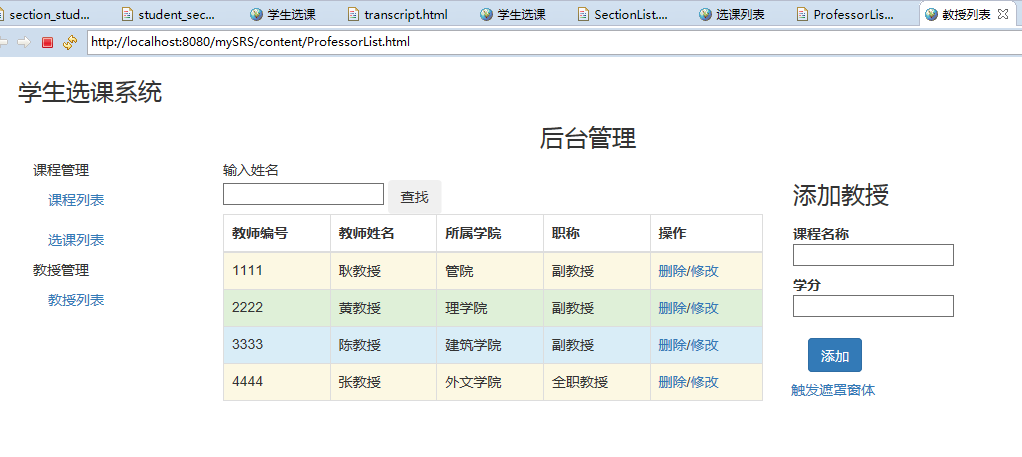 section_stud...
student_sec...
学生选课
transcript.html
学生选课
SectionList....
选课列表
ProfessorLis...
教授列表
http://localhost:8080/mySRS/content/ProfessorList.html
学生选课系统
后台管理
课程管理
课程列表
选课列表
教授管理
教授列表
输入姓名
查找
教师编号 教师姓名 所属学院 职称 操作
1111 耿教授 管院 副教授 删除/修改
2222 黄教授 理学院 副教授 删除/修改
3333 陈教授 建筑学院 副教授 删除/修改
4444 张教授 外文学院 全职教授 删除/修改
添加教授
课程名称
学分
添加
触发遮罩窗体